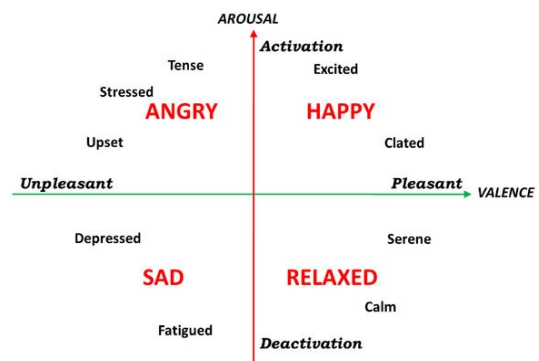 AROUSAL
Activation
Tense
Excited
Stressed
ANGRY
HAPPY
Upset
Clated
Unpleasant
Pleasant
VALENCE
Depressed
Serene
SAD
RELAXED
Calm
Fatigued
Deactivation